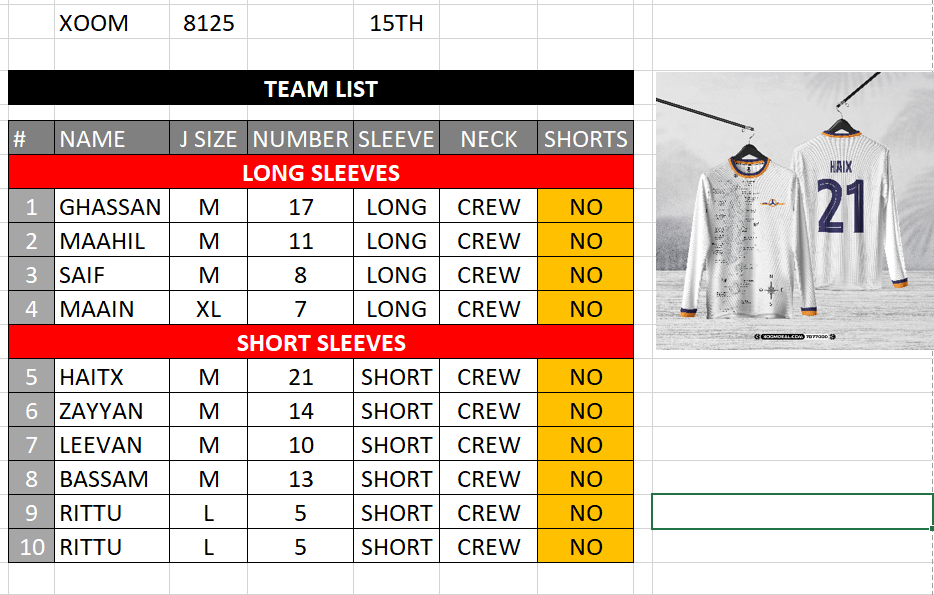 XOOM 8125 15TH
TEAM LIST
# NAME J SIZE NUMBER SLEEVE NECK SHORTS
LONG SLEEVES
1 GHASSAN M 17 LONG CREW NO
2 MAAHIL M 11 LONG CREW NO
3 SAIF M 8 LONG CREW NO
4 MAAIN XL 7 LONG CREW NO
SHORT SLEEVES
5 HAITX M 21 SHORT CREW NO
6 ZAYYAN M 14 SHORT CREW NO
7 LEEVAN M 10 SHORT CREW NO
8 BASSAM M 13 SHORT CREW NO
9 RITTU L 5 SHORT CREW NO
10 RITTU L 5 SHORT CREW NO
HAIX
21